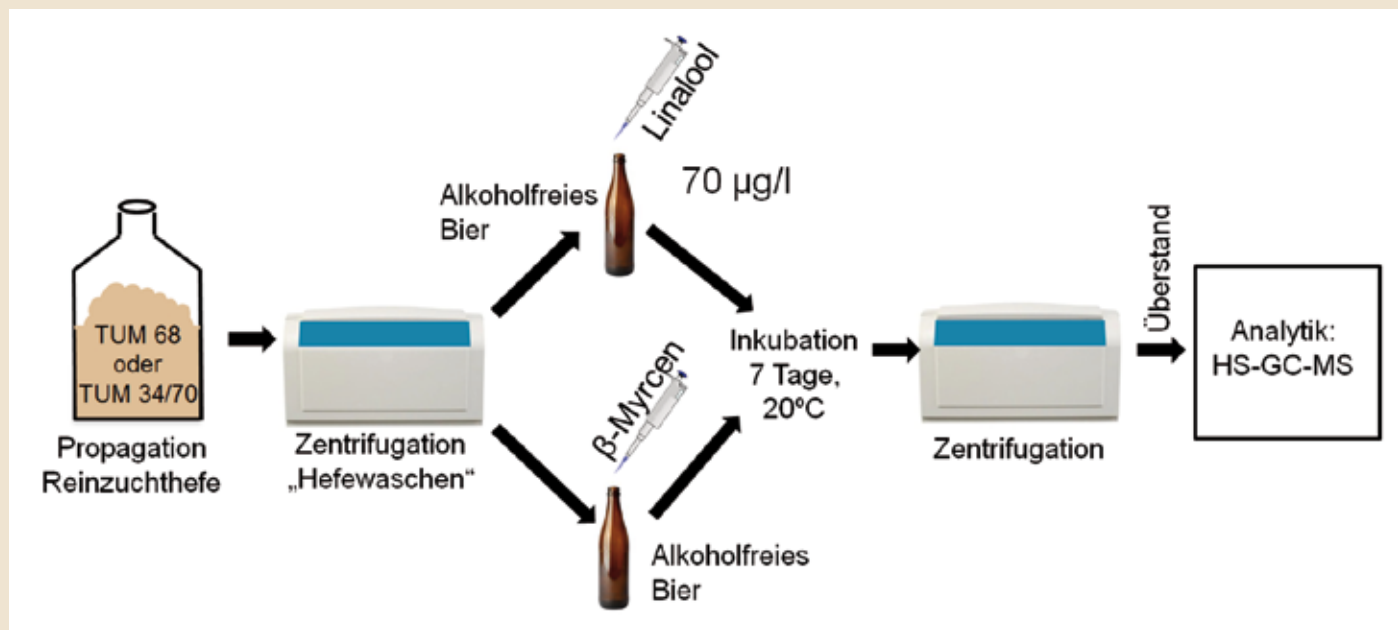 TUM 68
oder
TUM 34/70
Propagation
Reinzuchthefe
Zentrifugation
„Hefewaschen“
Alkoholfreies
Bier
Linalool
70 µg/l
β-Myrcen
Alkoholfreies
Bier
Inkubation
7 Tage,
20ºC
Zentrifugation
Überstand
Analytik:
HS-GC-MS